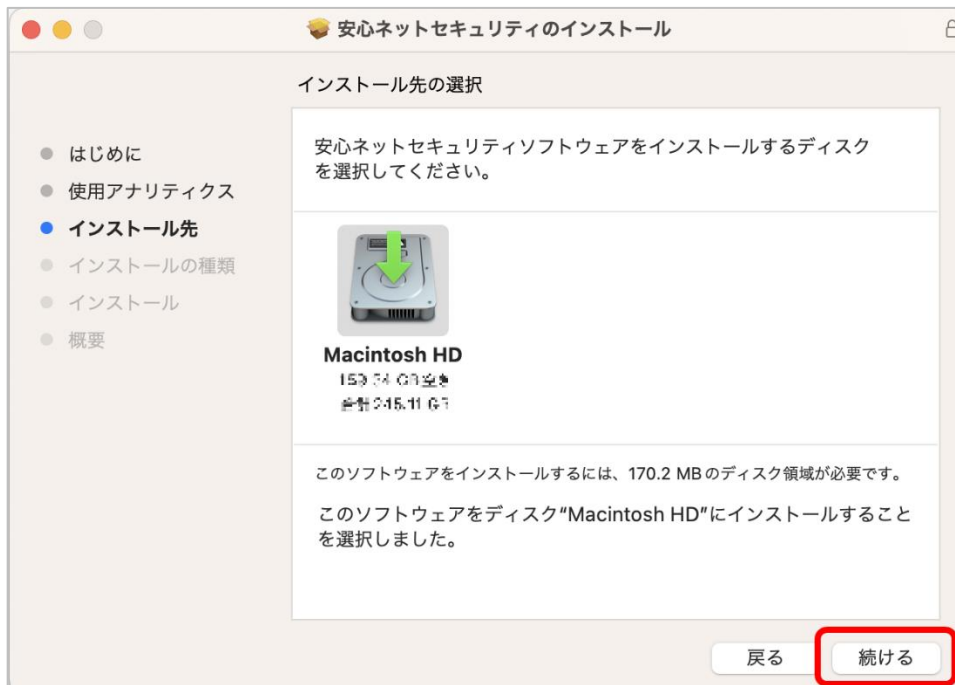 安心ネットセキュリティのインストール
インストール先の選択
はじめに
使用アナリティクス
インストール先
インストールの種類
インストール
概要
安心ネットセキュリティソフトウェアをインストールするディスク
を選択してください。
Macintosh HD
このソフトウェアをインストールするには、170.2 MBのディスク領域が必要です。
このソフトウェアをディスク“Macintosh HD”にインストールすること
を選択しました。
戻る
続ける